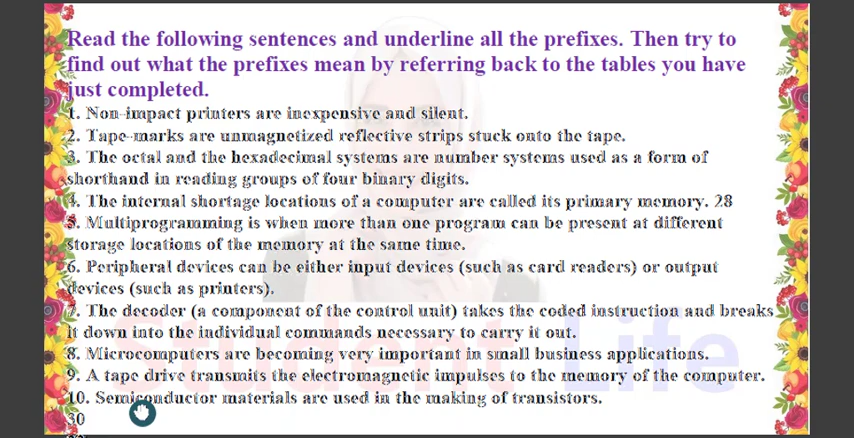 Read the following sentences and underline all the prefixes. Then try to
find out what the prefixes mean by referring back to the tables you have
just completed.
1. Non-impact printers are inexpensive and silent.
2. Tape-marks are unmagnetized reflective strips stuck onto the tape.
3. The octal and the hexadecimal systems are number systems used as a form of
shorthand in reading groups of four binary digits.
4. The internal shortage locations of a computer are called its primary memory. 28
5. Multiprogramming is when more than one program can be present at different
storage locations of the memory at the same time.
6. Peripheral devices can be either input devices (such as card readers) or output
devices (such as printers).
7. The decoder (a component of the control unit) takes the coded instruction and breaks
it down into the individual commands necessary to carry it out.
8. Microcomputers are becoming very important in small business applications.
9. A tape drive transmits the electromagnetic impulses to the memory of the computer.
10. Semiconductor materials are used in the making of transistors.
30
Student Life